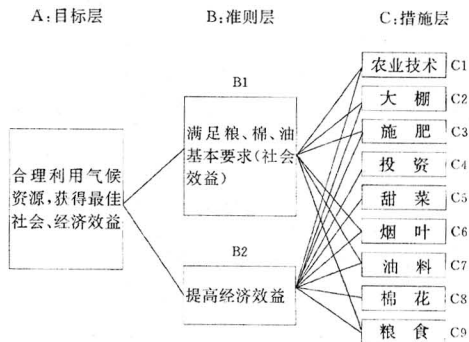 A:目标层
B:准则层
C:措施层
B1
满足粮、棉、油
基本要求(社会
效益)
B2
提高经济效益
合理利用气候
资源,获得最佳
社会、经济效益
农业技术 C1
大棚 C2
施肥 C3
投资 C4
甜菜 C5
烟叶 C6
油料 C7
棉花 C8
粮食 C9